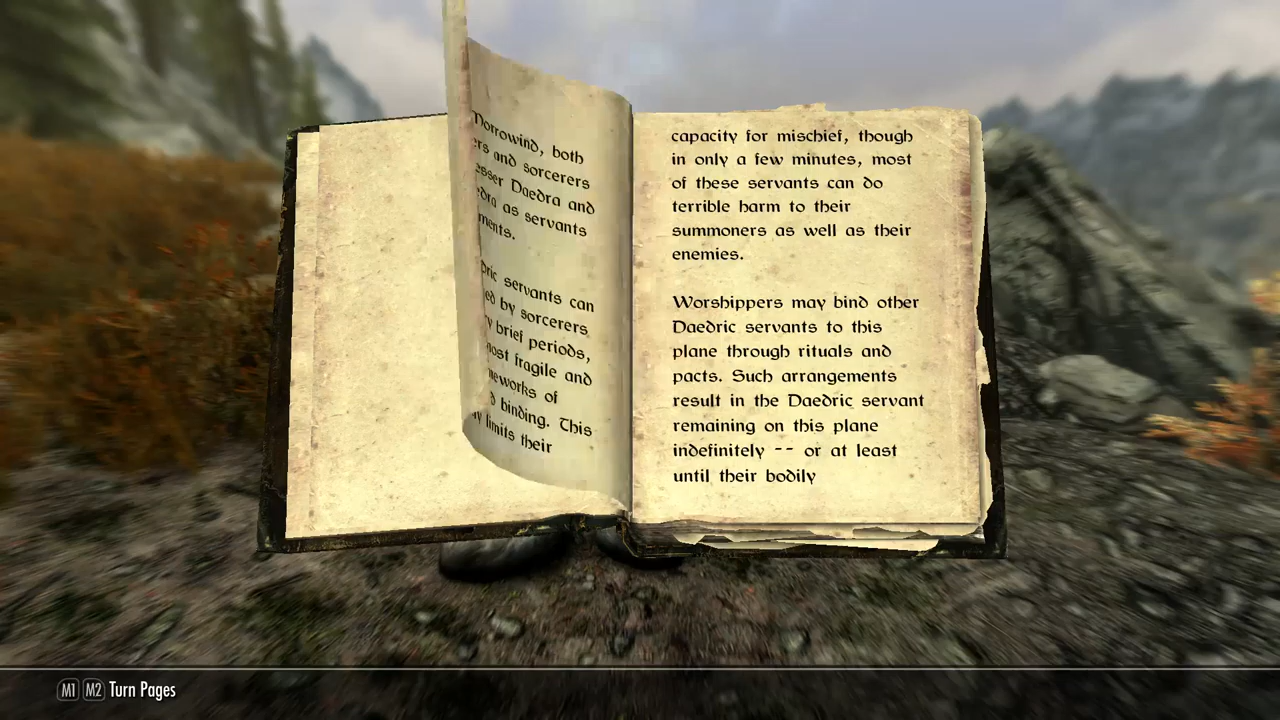 Morrowind, both
and sorcerers
Daedra and
as servants
servants can
by sorcerers
brief periods,
fragile and
of
binding. This
limits their
capacity for mischief, though
in only a few minutes, most
of these servants can do
terrible harm to their
summoners as well as their
enemies.
Worshippers may bind other
Daedric servants to this
plane through rituals and
pacts. Such arrangements
result in the Daedric servant
remaining on this plane
indefinitely -- or at least
until their bodily
M1 M2 Turn Pages